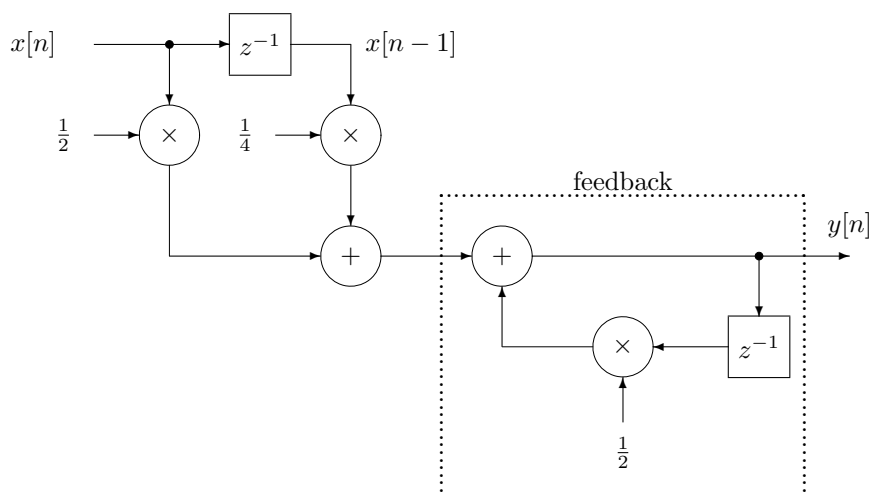 x[n]
z⁻¹
x[n − 1]
1/2
×
1/4
×
feedback
y[n]
+
+
×
z⁻¹
1/2